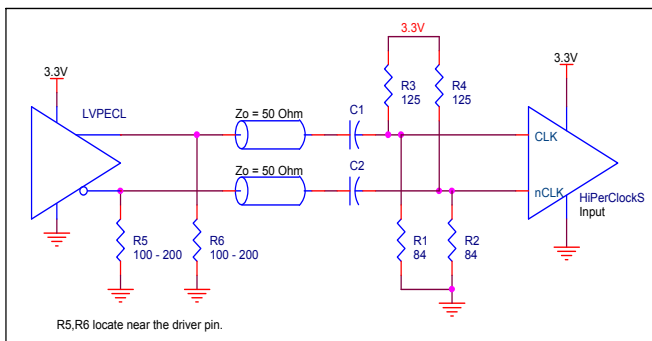 3.3V
3.3V
3.3V
LVPECL
Zo = 50 Ohm
C1
R3
125
R4
125
CLK
Zo = 50 Ohm
C2
nCLK
HiPerClockS
Input
R5
100 - 200
R6
100 - 200
R1
84
R2
84
R5,R6 locate near the driver pin.